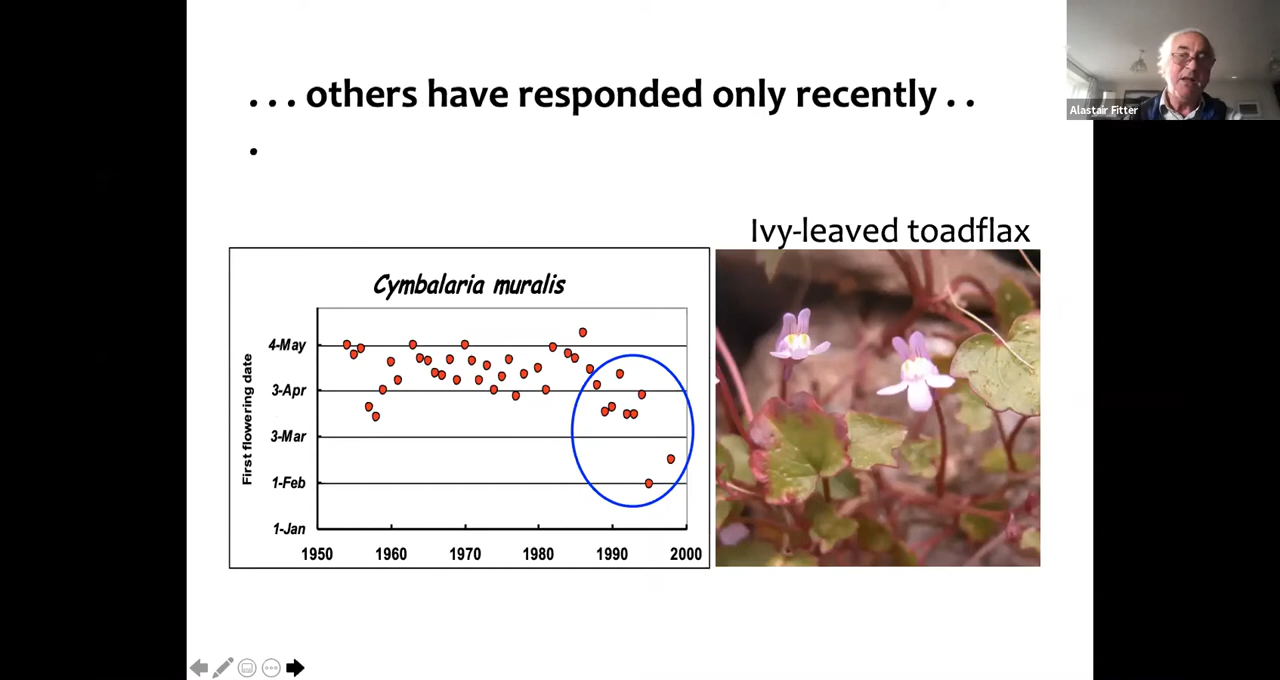 . . . others have responded only recently . .
.
Alastair Fitter
Ivy-leaved toadflax
Cymbalaria muralis
First flowering date
4-May
3-Apr
3-Mar
1-Feb
1-Jan
1950 1960 1970 1980 1990 2000